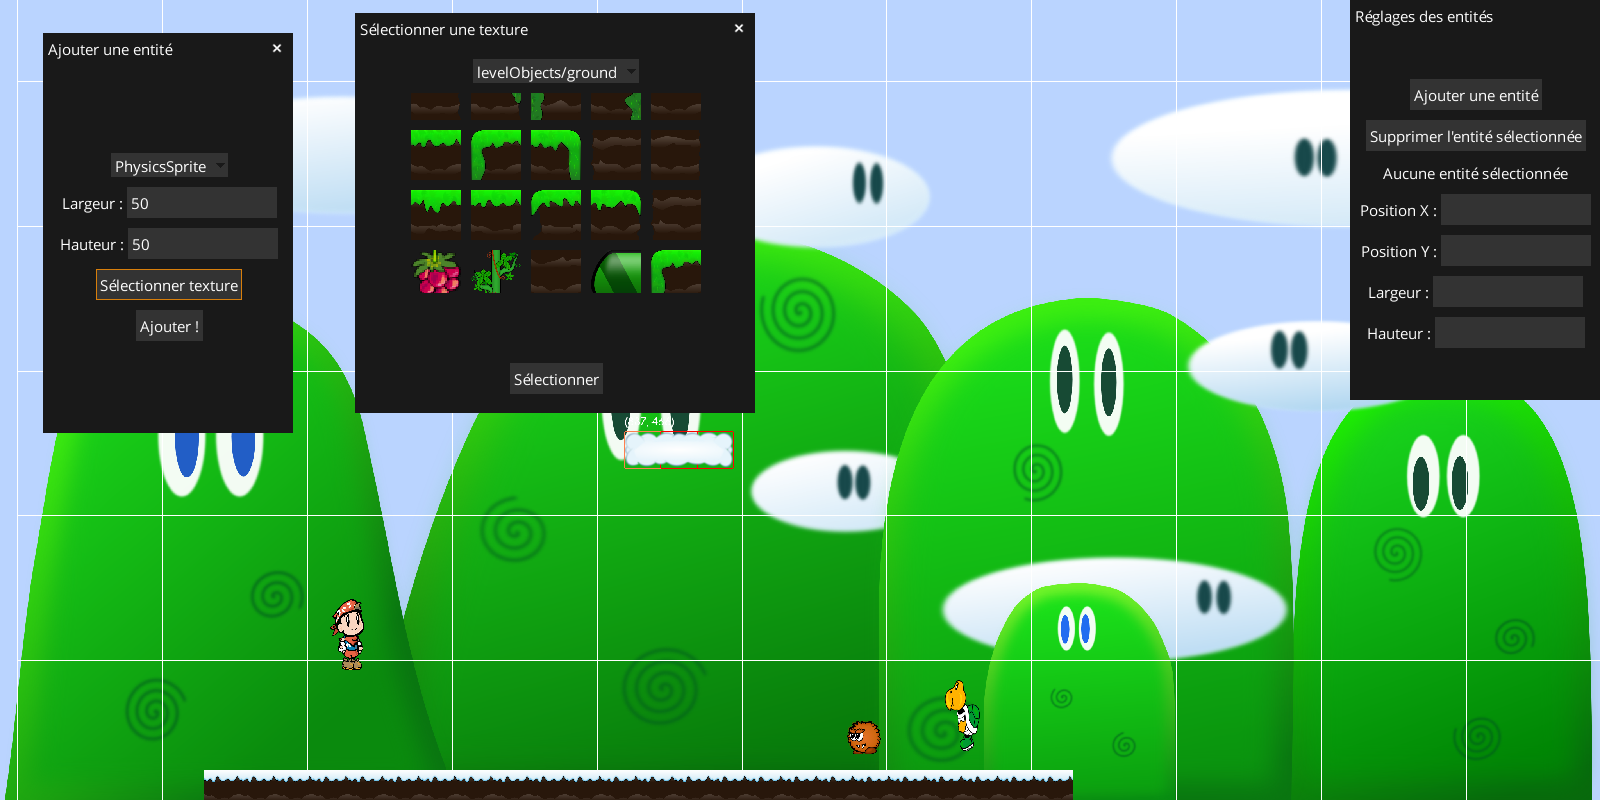 Ajouter une entité
×
PhysicsSprite
Largeur : 50
Hauteur : 50
Sélectionner texture
Ajouter !
Sélectionner une texture
×
levelObjects/ground
Sélectionner
Réglages des entités
Ajouter une entité
Supprimer l'entité sélectionnée
Aucune entité sélectionnée
Position X :
Position Y :
Largeur :
Hauteur :